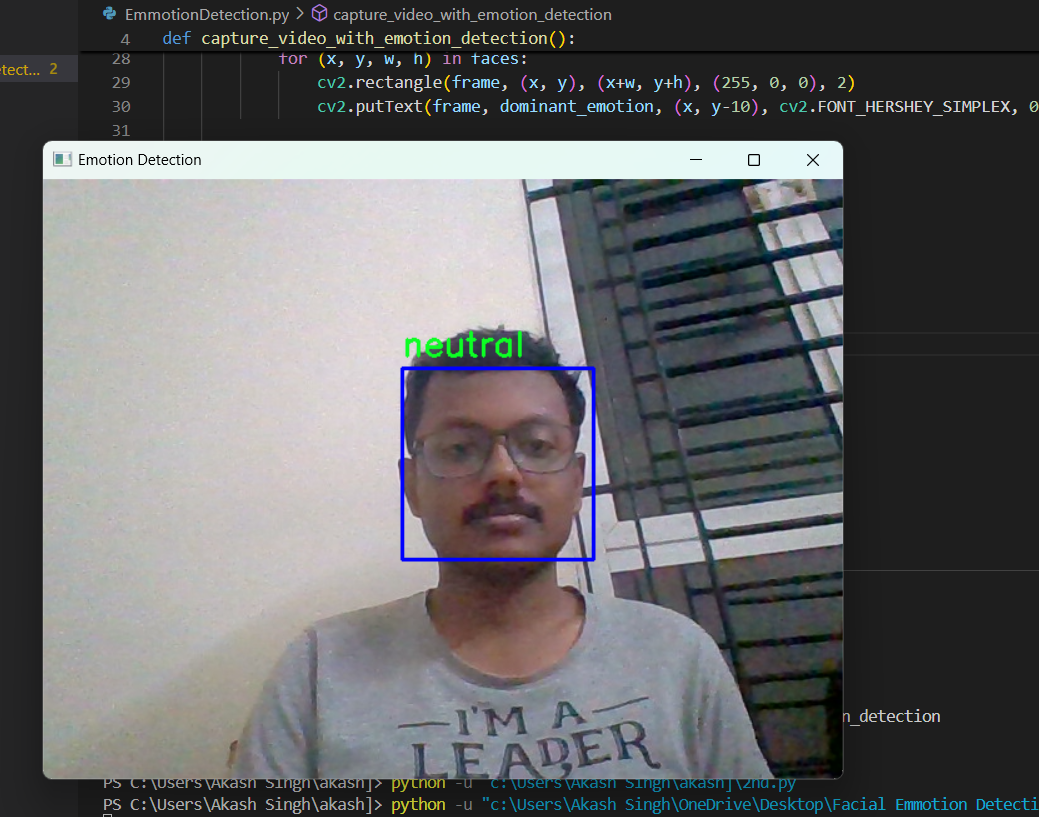 EmmotionDetection.py > capture_video_with_emotion_detection
4 def capture_video_with_emotion_detection():
28 for (x, y, w, h) in faces:
etect... 2
29 cv2.rectangle(frame, (x, y), (x+w, y+h), (255, 0, 0), 2)
30 cv2.putText(frame, dominant_emotion, (x, y-10), cv2.FONT_HERSHEY_SIMPLEX, 0
31
Emotion Detection
neutral
I'M A
LEADER
n_detection
PS C:\Users\Akash Singh\akash]> python -u "c:\Users\Akash Singh\akash]\2nd.py
PS C:\Users\Akash Singh\akash]> python -u "c:\Users\Akash Singh\OneDrive\Desktop\Facial Emmotion Detecti